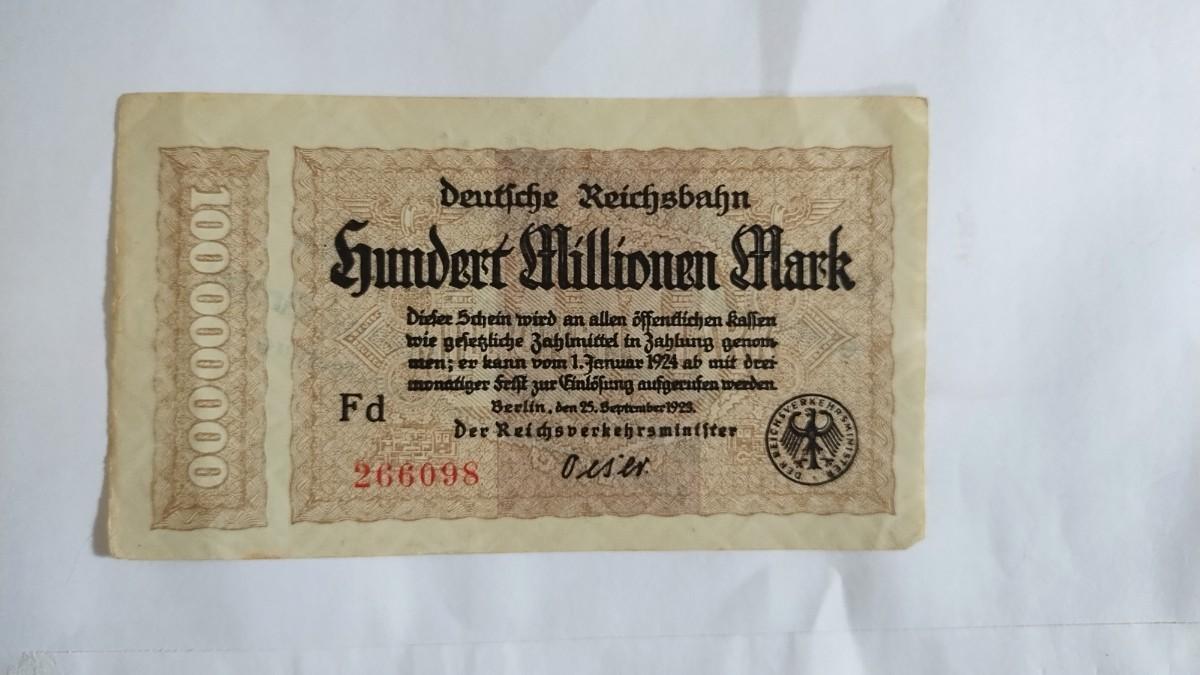 100000000
Deutsche Reichsbahn
Hundert Millionen Mark
Dieser Schein wird an allen öffentlichen Kassen
wie gesetzliche Zahlmittel in Zahlung genom-
men; er kann vom 1. Januar 1924 ab mit drei-
monatiger Frist zur Einlösung aufgerufen werden
Berlin, den 25. September 1923.
Der Reichsverkehrsminister
Fd
266098
Oeser
DER REICHSVERKEHRSMINISTER